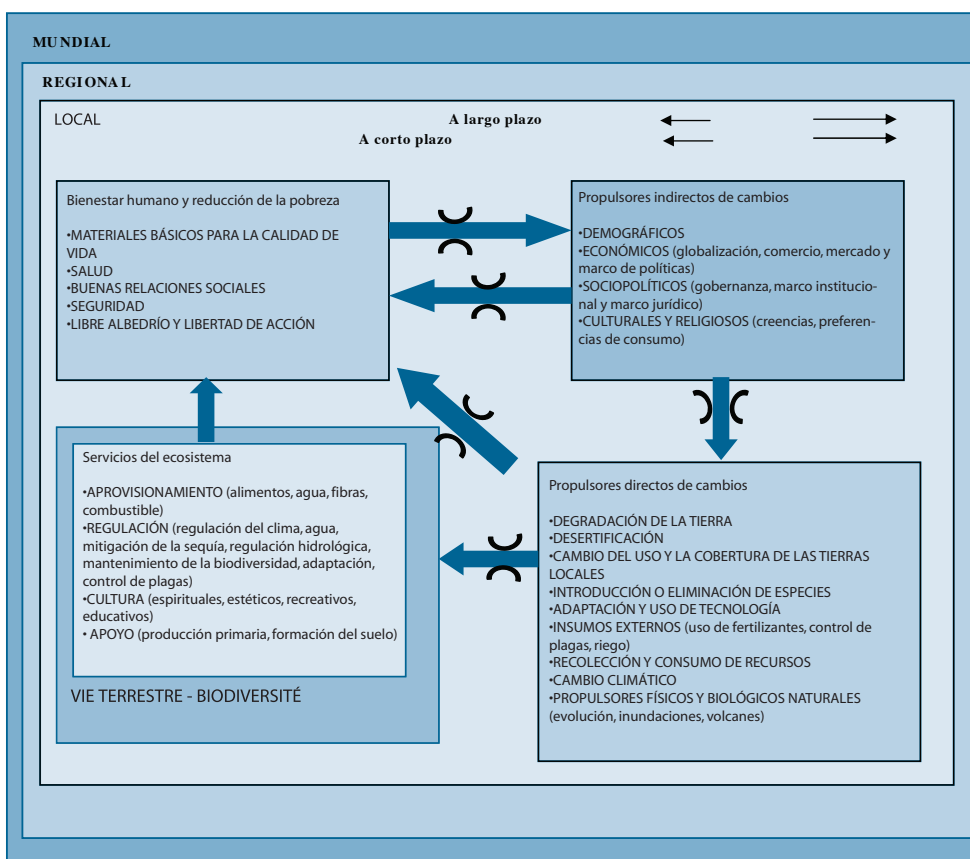 MUNDIAL
REGIONAL
LOCAL
A largo plazo
A corto plazo
Bienestar humano y reducción de la pobreza
•MATERIALES BÁSICOS PARA LA CALIDAD DE
VIDA
•SALUD
•BUENAS RELACIONES SOCIALES
•SEGURIDAD
•LIBRE ALBEDRÍO Y LIBERTAD DE ACCIÓN
Propulsores indirectos de cambios
•DEMOGRÁFICOS
•ECONÓMICOS (globalización, comercio, mercado y
marco de políticas)
•SOCIOPOLÍTICOS (gobernanza, marco institucio-
nal y marco jurídico)
•CULTURALES Y RELIGIOSOS (creencias, preferen-
cias de consumo)
Servicios del ecosistema
•APROVISIONAMIENTO (alimentos, agua, fibras,
combustible)
•REGULACIÓN (regulación del clima, agua,
mitigación de la sequía, regulación hidrológica,
mantenimiento de la biodiversidad, adaptación,
control de plagas)
•CULTURA (espirituales, estéticos, recreativos,
educativos)
• APOYO (producción primaria, formación del suelo)
VIE TERRESTRE - BIODIVERSITÉ
Propulsores directos de cambios
•DEGRADACIÓN DE LA TIERRA
•DESERTIFICACIÓN
•CAMBIO DEL USO Y LA COBERTURA DE LAS TIERRAS
LOCALES
•INTRODUCCIÓN O ELIMINACIÓN DE ESPECIES
•ADAPTACIÓN Y USO DE TECNOLOGÍA
•INSUMOS EXTERNOS (uso de fertilizantes, control de
plagas, riego)
•RECOLECCIÓN Y CONSUMO DE RECURSOS
•CAMBIO CLIMÁTICO
•PROPULSORES FÍSICOS Y BIOLÓGICOS NATURALES
(evolución, inundaciones, volcanes)